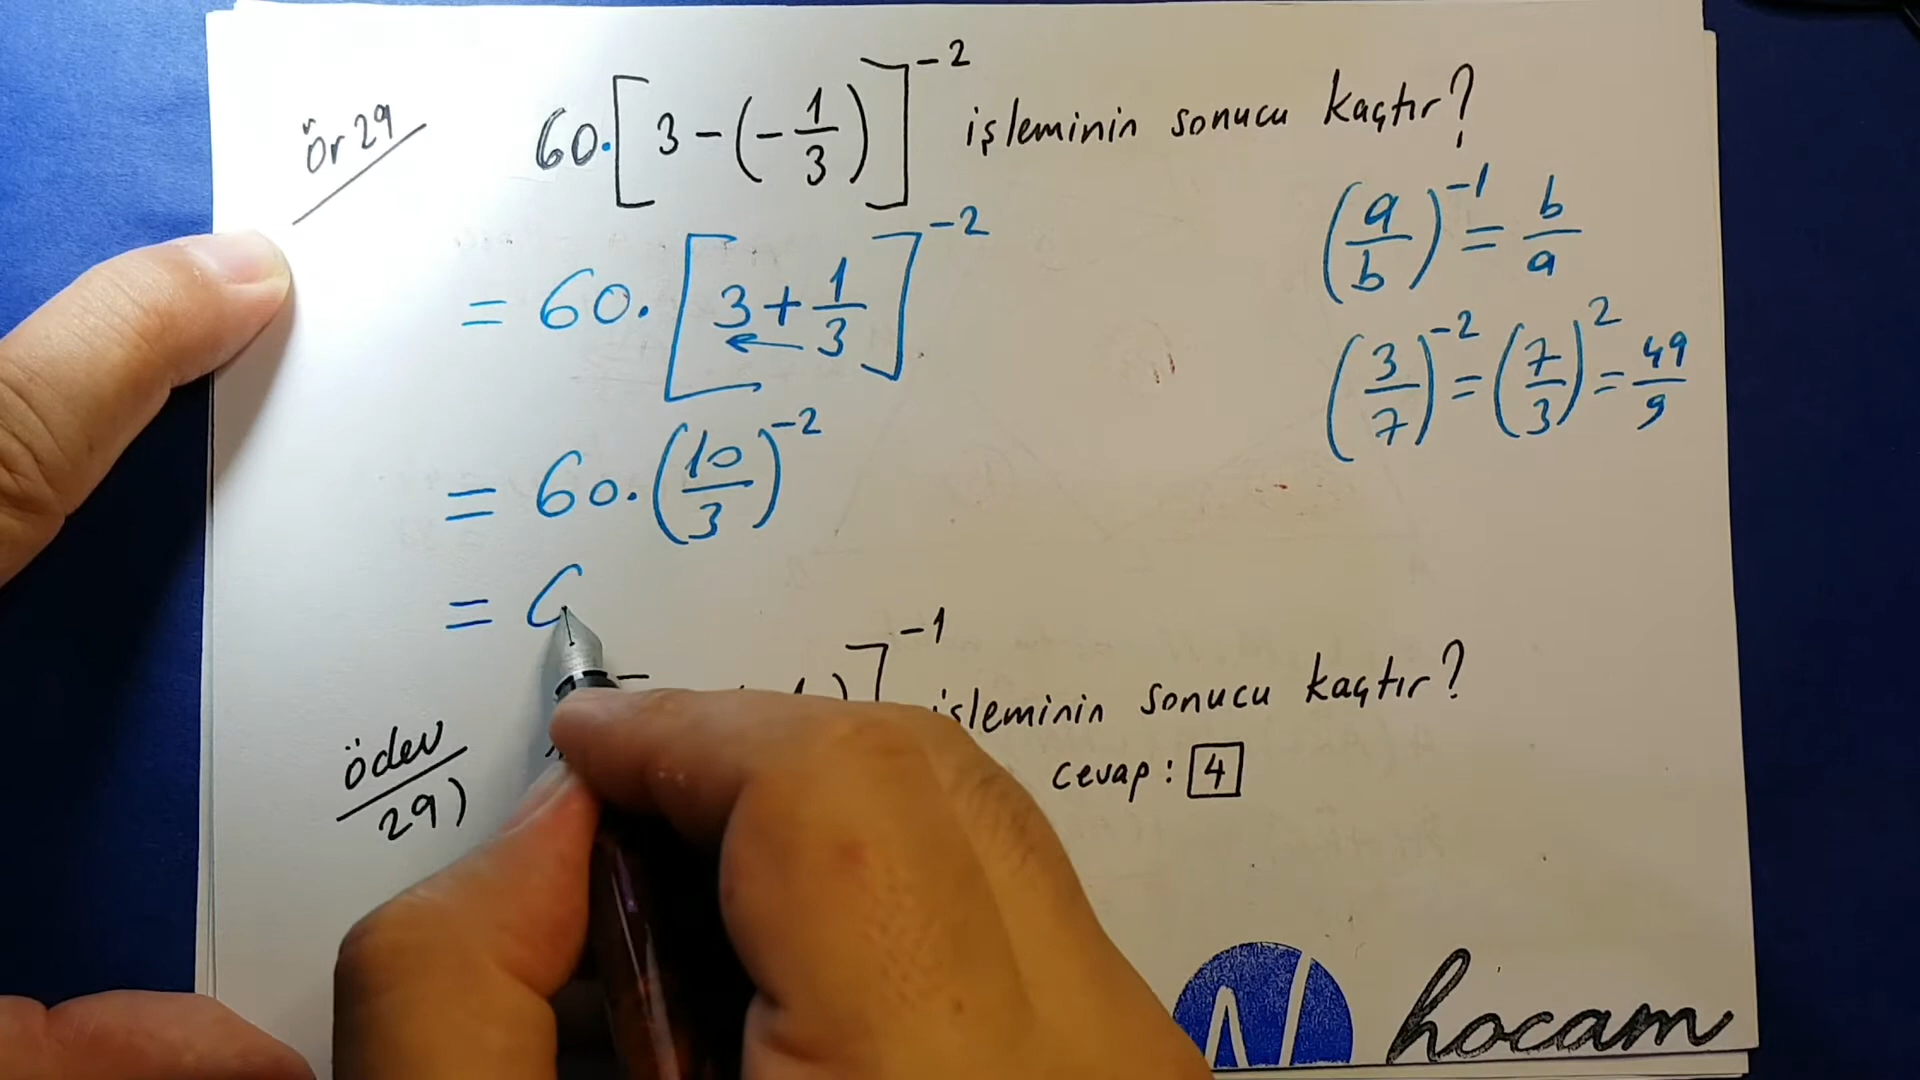 Ör 29
60.[3-(-1/3)]^-2 işleminin sonucu kaçtır?
= 60.[3+1/3]^-2
= 60.(10/3)^-2
= 6
(a/b)^-1 = b/a
(3/7)^-2 = (7/3)^2 = 49/9
ödev 29)
]^-1 işleminin sonucu kaçtır?
cevap: 4
N hocam